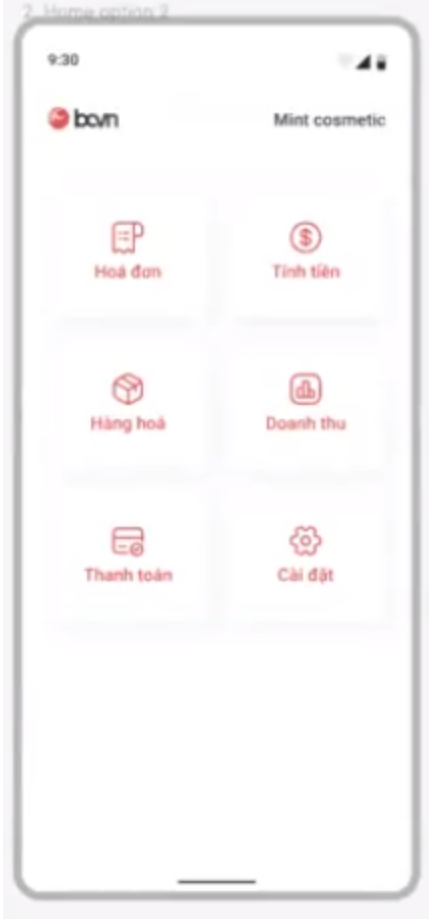 2. Home option 2
9:30
bcvn
Mint cosmetic
Hoá đơn
Tính tiền
Hàng hoá
Doanh thu
Thanh toán
Cài đặt